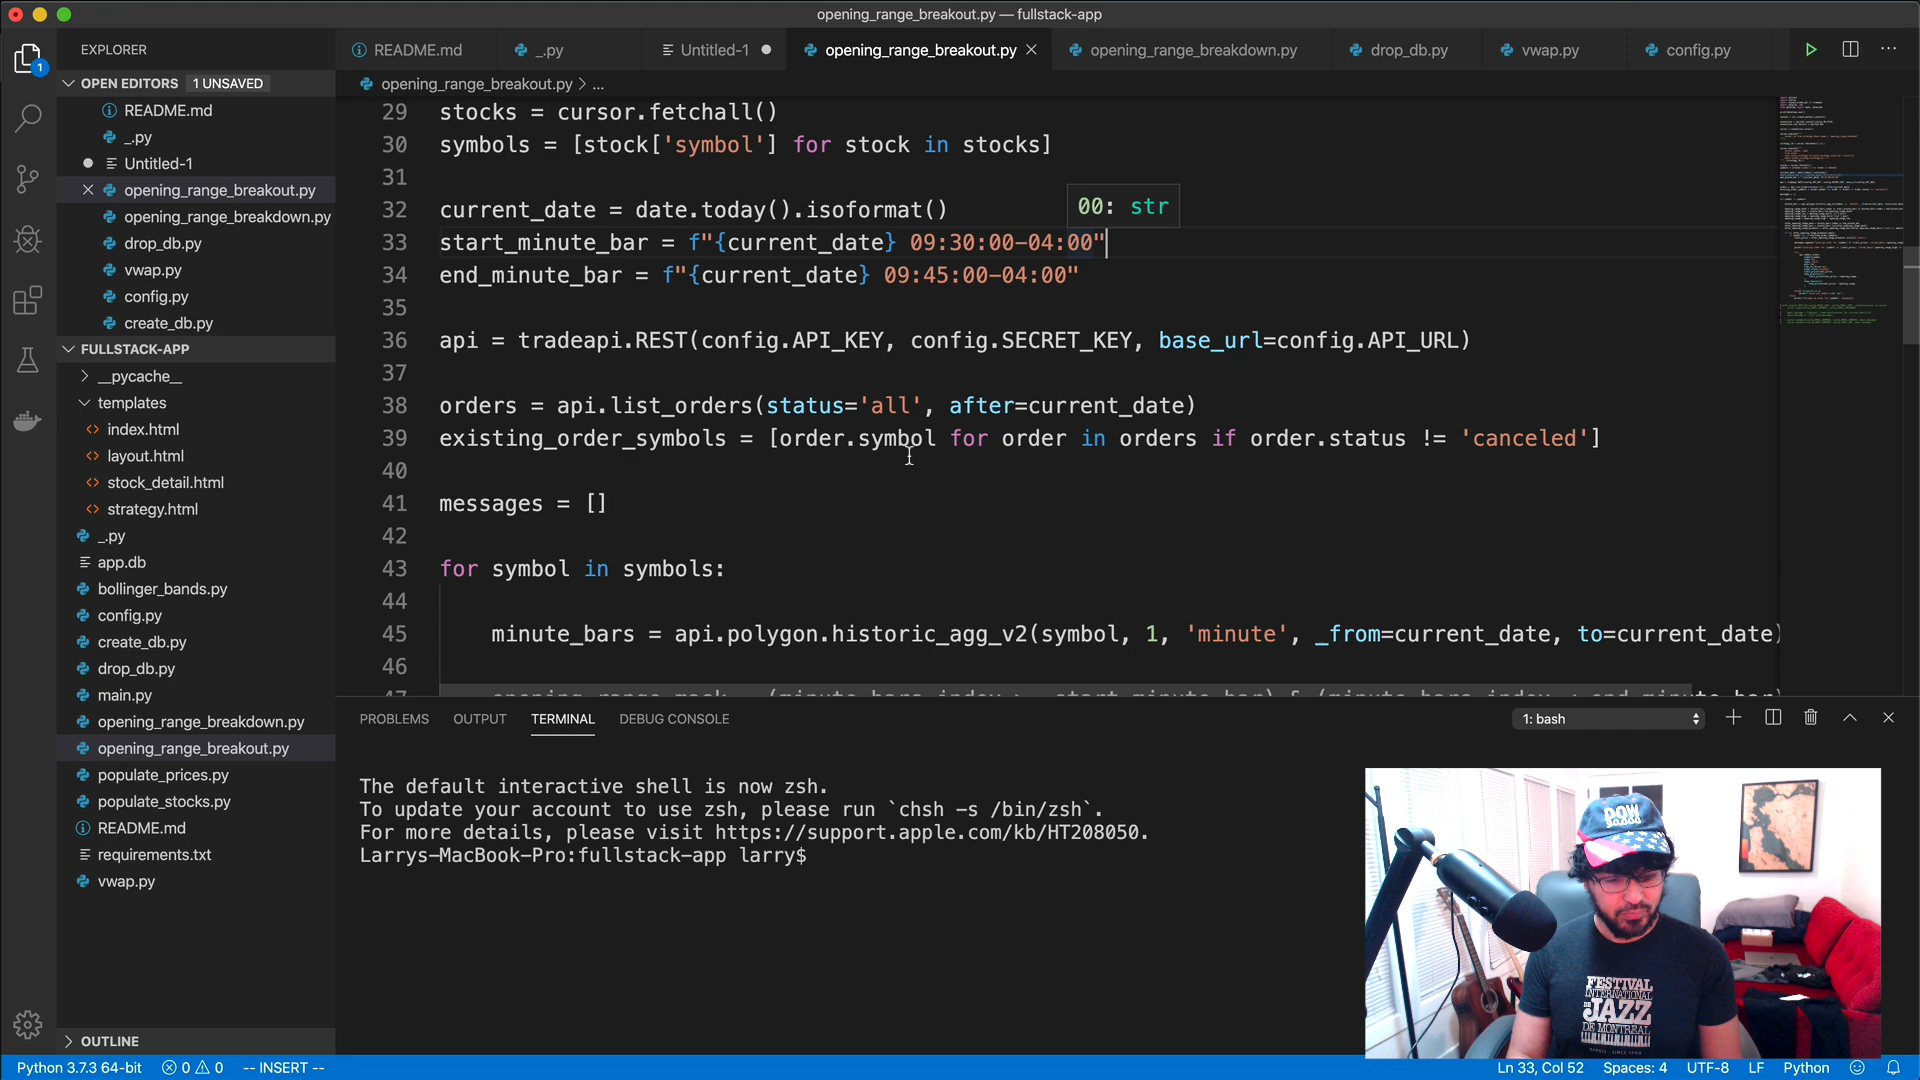 opening_range_breakout.py — fullstack-app
EXPLORER
README.md
_.py
Untitled-1
opening_range_breakout.py
opening_range_breakdown.py
drop_db.py
vwap.py
config.py
1
OPEN EDITORS
1 UNSAVED
README.md
_.py
Untitled-1
opening_range_breakout.py
opening_range_breakdown.py
drop_db.py
vwap.py
config.py
create_db.py
FULLSTACK-APP
__pycache__
templates
index.html
layout.html
stock_detail.html
strategy.html
_.py
app.db
bollinger_bands.py
config.py
create_db.py
drop_db.py
main.py
opening_range_breakdown.py
opening_range_breakout.py
populate_prices.py
populate_stocks.py
README.md
requirements.txt
vwap.py
OUTLINE
opening_range_breakout.py > ...
29 stocks = cursor.fetchall()
30 symbols = [stock['symbol'] for stock in stocks]
31
32 current_date = date.today().isoformat()
00: str
33 start_minute_bar = f"{current_date} 09:30:00-04:00"
34 end_minute_bar = f"{current_date} 09:45:00-04:00"
35
36 api = tradeapi.REST(config.API_KEY, config.SECRET_KEY, base_url=config.API_URL)
37
38 orders = api.list_orders(status='all', after=current_date)
39 existing_order_symbols = [order.symbol for order in orders if order.status != 'canceled']
40
41 messages = []
42
43 for symbol in symbols:
44
45 minute_bars = api.polygon.historic_agg_v2(symbol, 1, 'minute', _from=current_date, to=current_date)
46
PROBLEMS
OUTPUT
TERMINAL
DEBUG CONSOLE
1: bash
The default interactive shell is now zsh.
To update your account to use zsh, please run `chsh -s /bin/zsh`.
For more details, please visit https://support.apple.com/kb/HT208050.
Larrys-MacBook-Pro:fullstack-app larry$
DOW
20,000
FESTIVAL
INTERNATIONAL
DE JAZZ
DE MONTREAL
Python 3.7.3 64-bit
0
0
-- INSERT --
Ln 33, Col 52
Spaces: 4
UTF-8
LF
Python